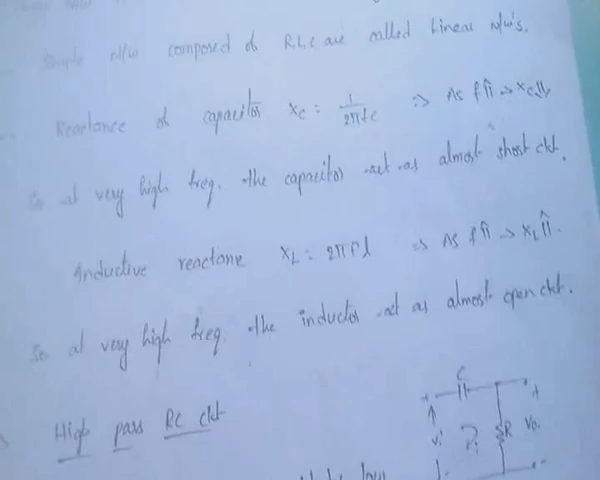 Simple n/w composed of R,L,C are called Linear N/w's.
Reactance of capacitor Xc = 1/2πfc => As f⇑ → Xc⇓
So at very high freq. the capacitor act as almost short ckt.
Inductive reactane XL = 2πfl => As f⇑ → XL⇑.
So at very high freq. the inductor act as almost open ckt.
High pass RC ckt
C
+ +
Vi i R Vo
- -